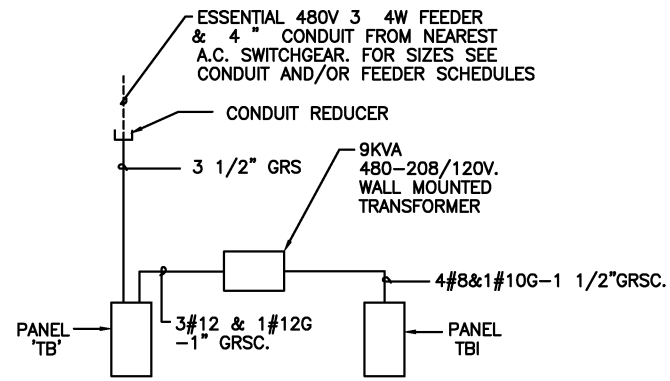 ESSENTIAL 480V 3 4W FEEDER
& 4 " CONDUIT FROM NEAREST
A.C. SWITCHGEAR. FOR SIZES SEE
CONDUIT AND/OR FEEDER SCHEDULES
CONDUIT REDUCER
3 1/2" GRS
9KVA
480-208/120V.
WALL MOUNTED
TRANSFORMER
4#8&1#10G-1 1/2"GRSC.
3#12 & 1#12G
-1" GRSC.
PANEL
'TB'
PANEL
TBI